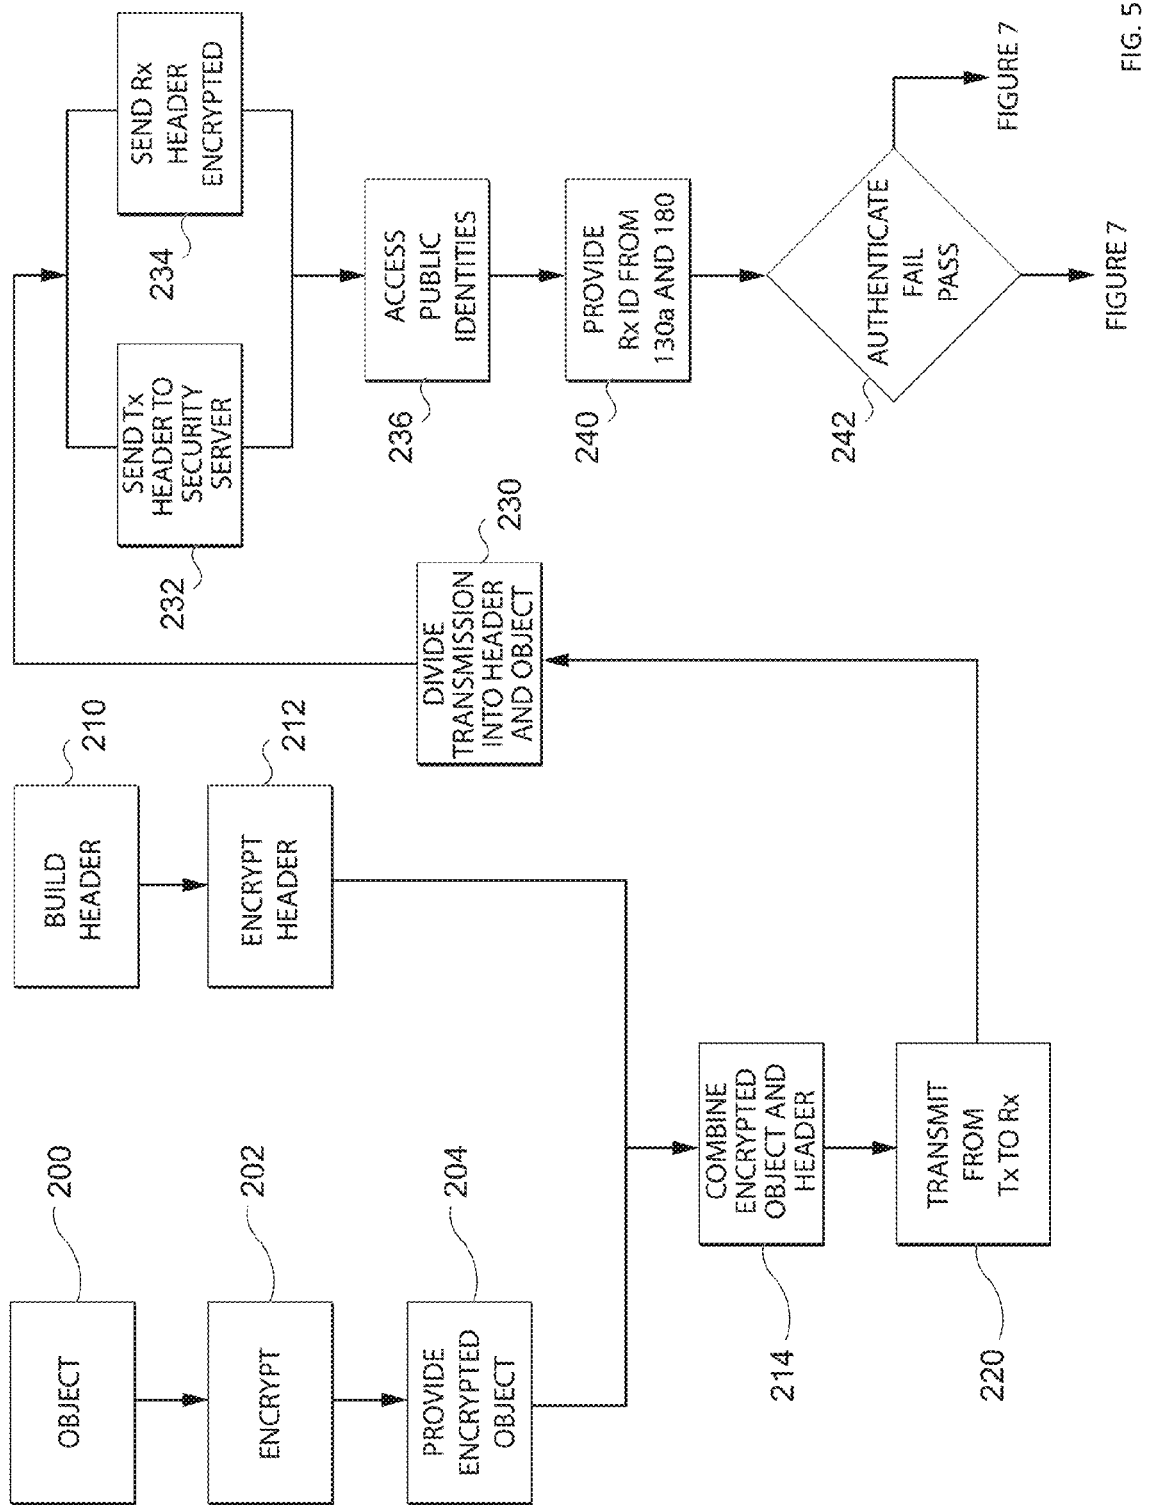 OBJECT
200
ENCRYPT
202
PROVIDE
ENCRYPTED
OBJECT
204
BUILD
HEADER
210
ENCRYPT
HEADER
212
COMBINE
ENCRYPTED
OBJECT AND
HEADER
214
TRANSMIT
FROM
Tx TO Rx
220
DIVIDE
TRANSMISSION
INTO HEADER
AND OBJECT
230
SEND Tx
HEADER TO
SECURITY
SERVER
232
SEND Rx
HEADER
ENCRYPTED
234
ACCESS
PUBLIC
IDENTITIES
236
PROVIDE
Rx ID FROM
130a AND 180
240
AUTHENTICATE
FAIL
PASS
242
FIGURE 7
FIGURE 7
FIG. 5